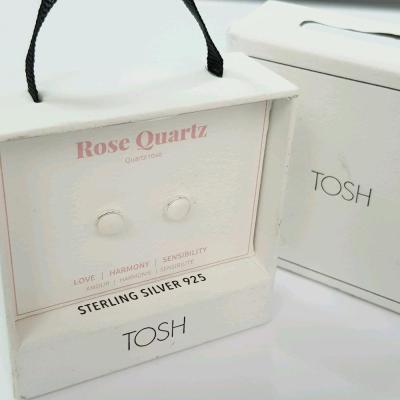 Rose Quartz
Quartz rose
LOVE | HARMONY | SENSIBILITY
AMOUR | HARMONIE | SENSIBILITÉ
STERLING SILVER 925
TOSH
TOSH